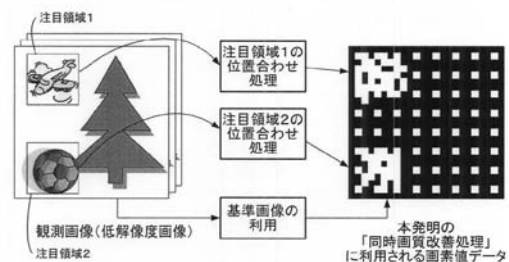 注目領域1
注目領域1の
位置合わせ
処理
注目領域2の
位置合わせ
処理
観測画像(低解像度画像)
注目領域2
基準画像の
利用
本発明の
「同時画質改善処理」
に利用される画素値データ